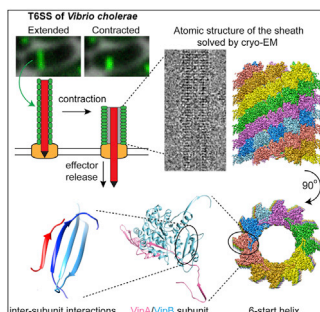 T6SS of Vibrio cholerae
Extended
Contracted
Atomic structure of the sheath
solved by cryo-EM
contraction
effector
release
90°
inter-subunit interactions
VipA/VipB subunit
6-start helix